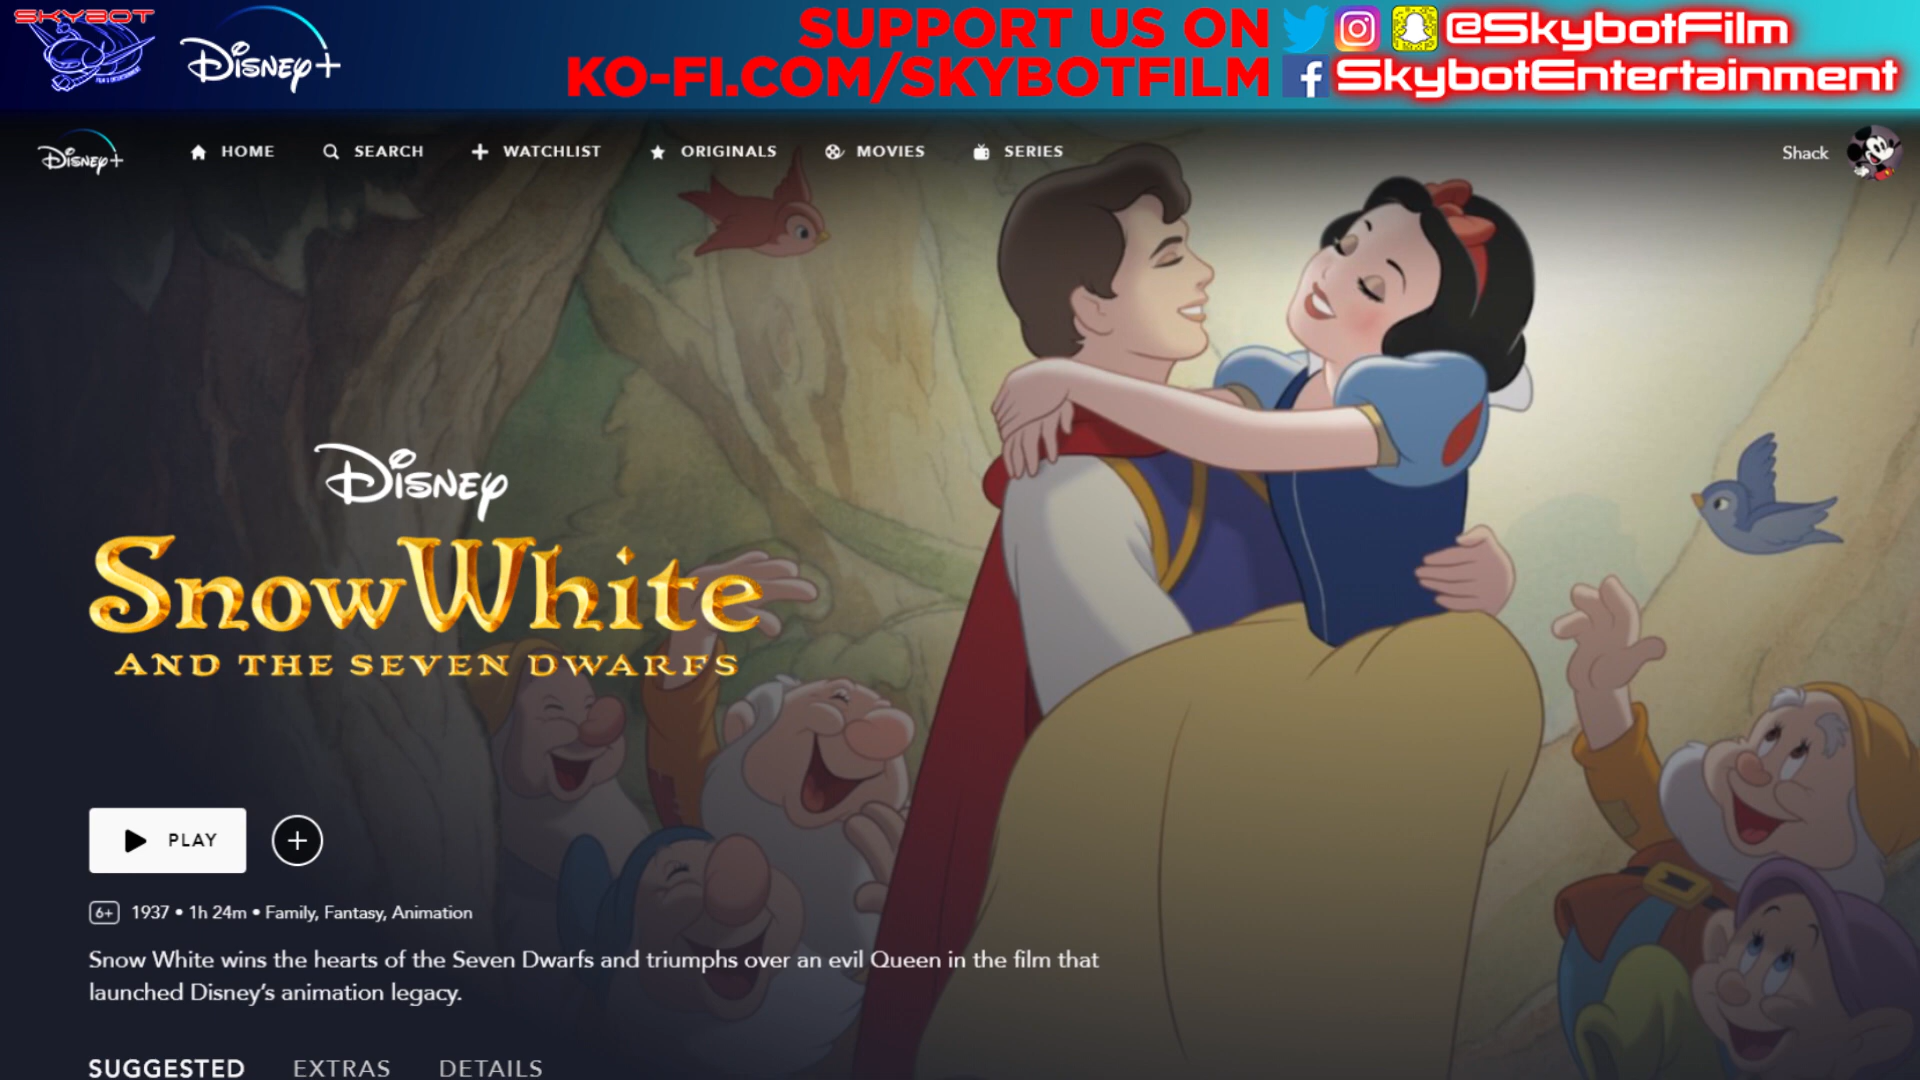 SKYBOT
Disney+
SUPPORT US ON
@SkybotFilm
KO-FI.COM/SKYBOTFILM
SkybotEntertainment
Disney+
HOME
SEARCH
WATCHLIST
ORIGINALS
MOVIES
SERIES
Shack
Disney
Snow White
AND THE SEVEN DWARFS
PLAY
6+ 1937 • 1h 24m • Family, Fantasy, Animation
Snow White wins the hearts of the Seven Dwarfs and triumphs over an evil Queen in the film that
launched Disney's animation legacy.
SUGGESTED
EXTRAS
DETAILS